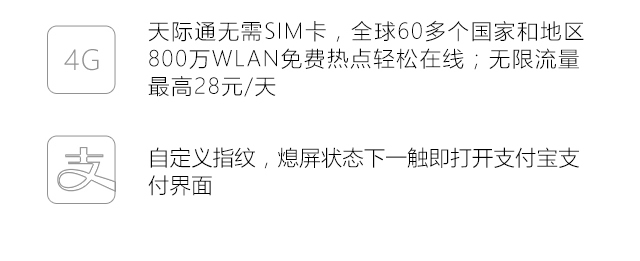 天际通无需SIM卡，全球60多个国家和地区
4G
800万WLAN免费热点轻松在线；无限流量
最高28元/天
支
自定义指纹，熄屏状态下一触即打开支付宝支
付界面